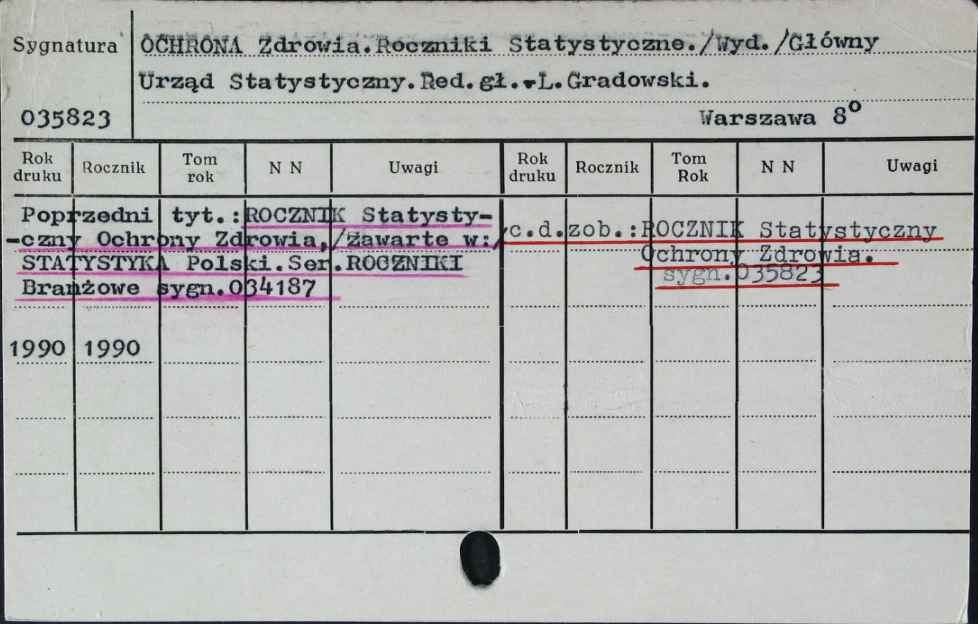 Sygnatura
OCHRONA Zdrowia.Roczniki Statystyczne./Wyd./Główny
Urząd Statystyczny.Red.gł.L.Gradowski.
035823
Warszawa 8°
Rok druku Rocznik Tom rok N N Uwagi Rok druku Rocznik Tom Rok N N Uwagi
Poprzedni tyt.:ROCZNIK Statysty-
-czny Ochrony Zdrowia,/Zawarte w:/
STATYSTYKA Polski.Ser.ROCZNIKI
Branżowe sygn.034187
c.d.zob.:ROCZNIK Statystyczny
Ochrony Zdrowia.
sygn.035823
1990 1990